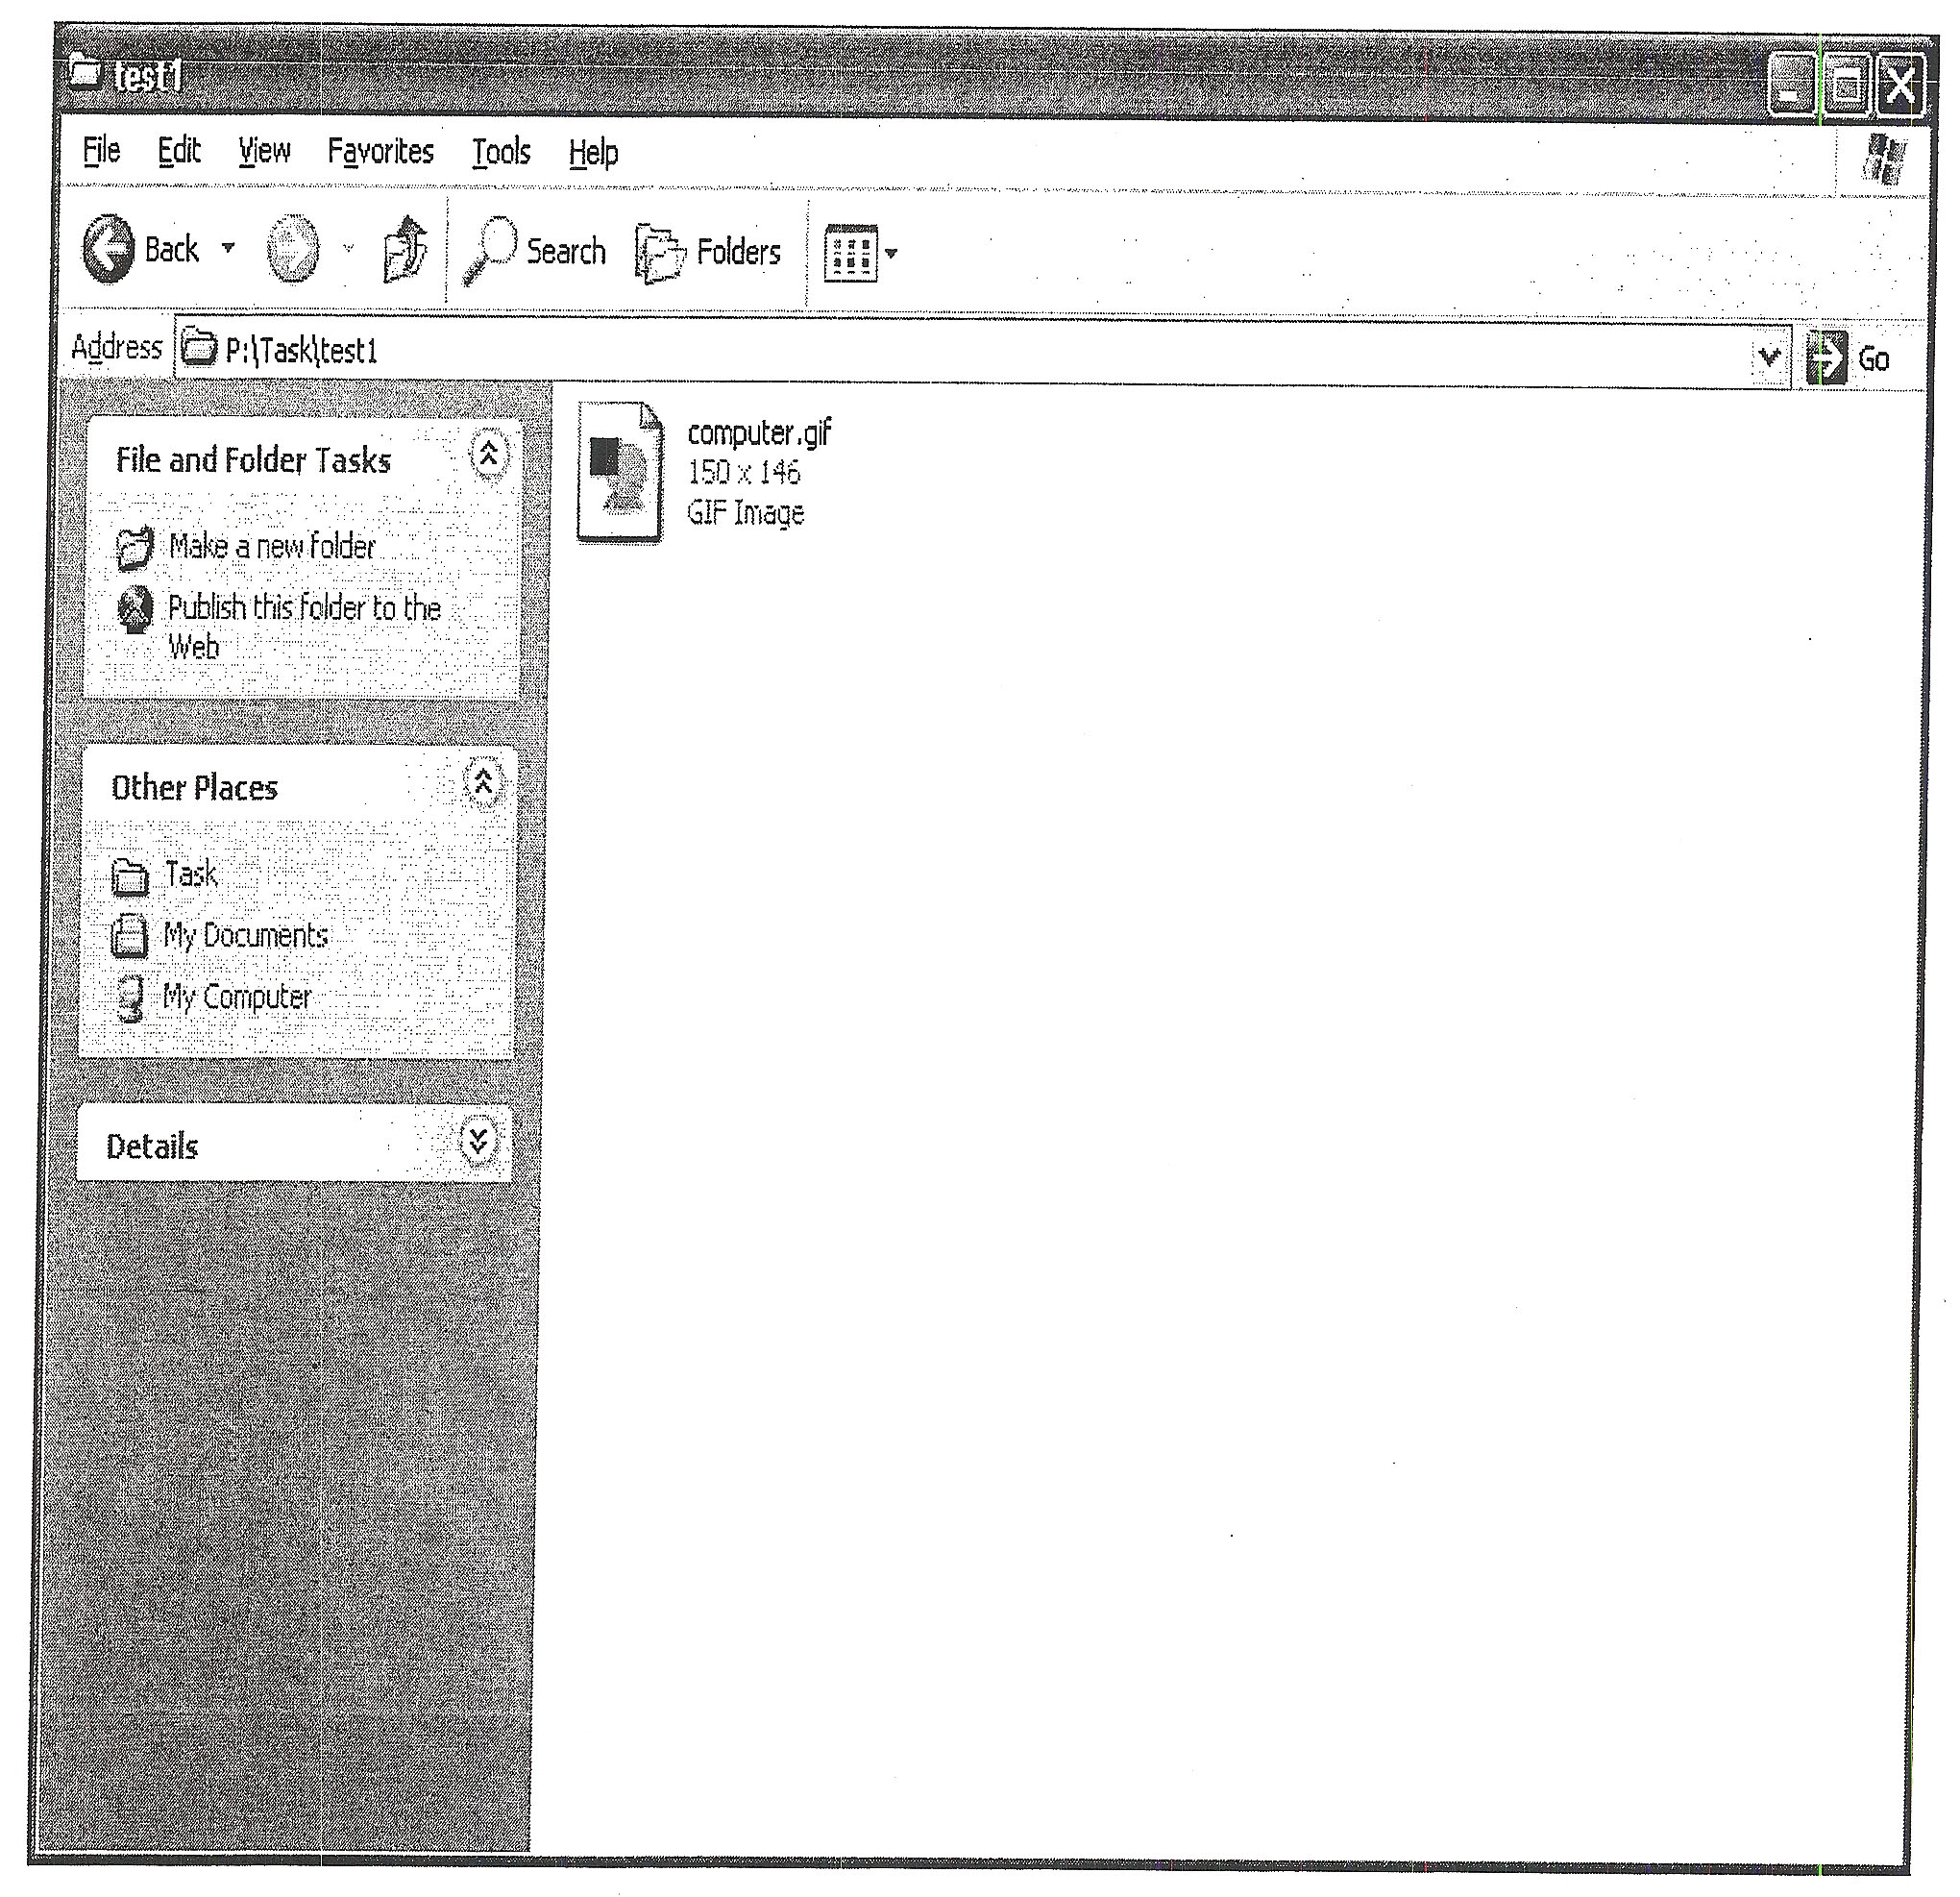 test1
File Edit View Favorites Tools Help
Back Search Folders
Address P:\Task\test1 Go
File and Folder Tasks
Make a new folder
Publish this folder to the
Web
Other Places
Task
My Documents
My Computer
Details
computer.gif
150 x 146
GIF Image